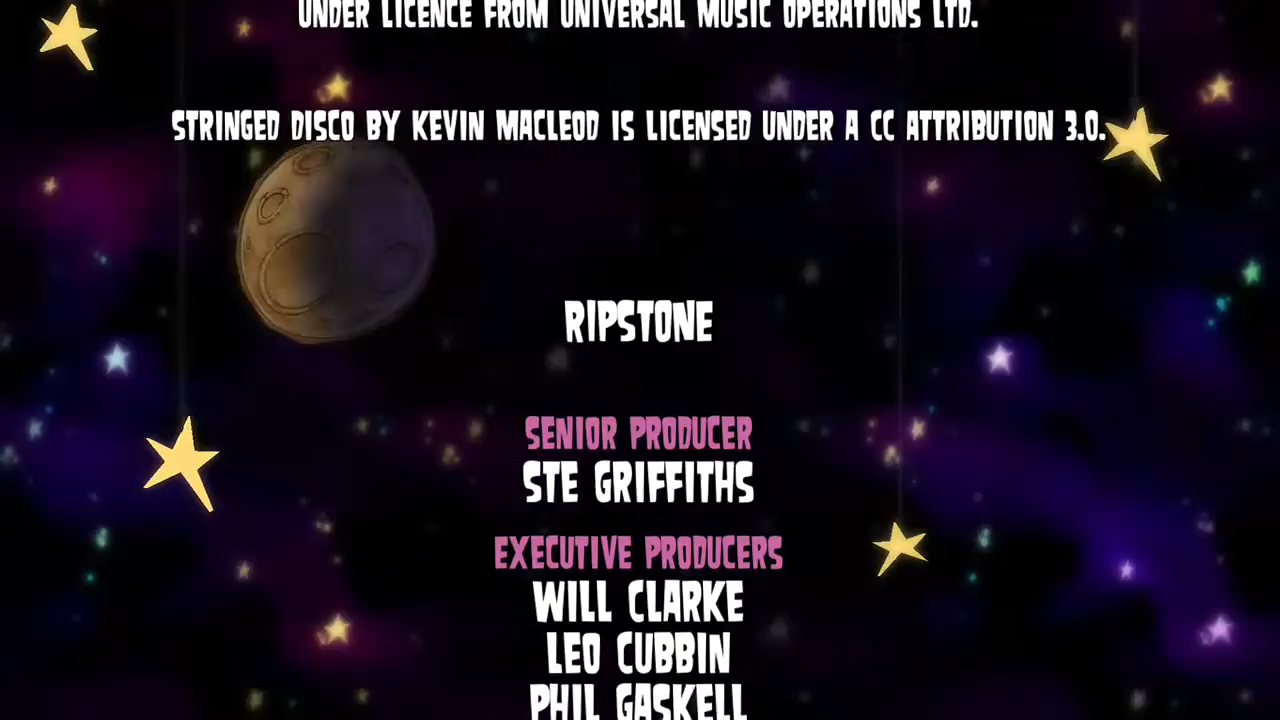 UNDER LICENCE FROM UNIVERSAL MUSIC OPERATIONS LTD.
STRINGED DISCO BY KEVIN MACLEOD IS LICENSED UNDER A CC ATTRIBUTION 3.0.
RIPSTONE
SENIOR PRODUCER
STE GRIFFITHS
EXECUTIVE PRODUCERS
WILL CLARKE
LEO CUBBIN
PHIL GASKELL